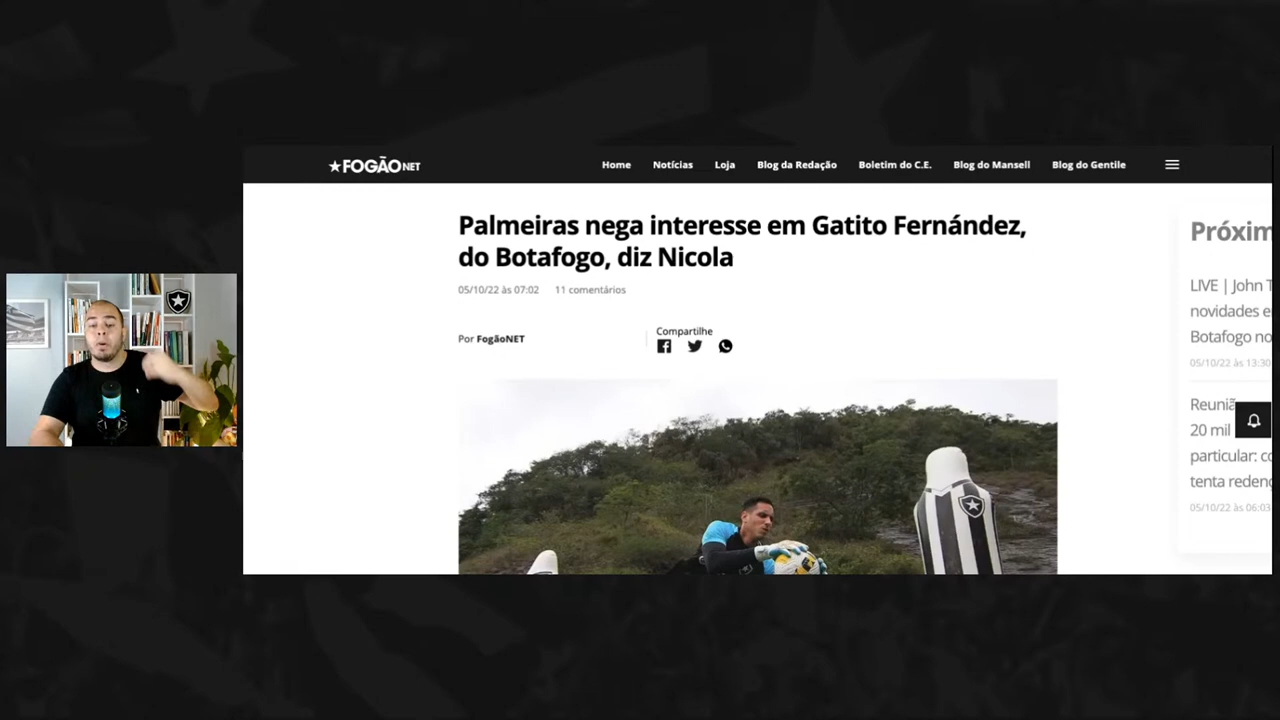 FOGÃO NET
Home Notícias Loja Blog da Redação Boletim do C.E. Blog do Mansell Blog do Gentile
Palmeiras nega interesse em Gatito Fernández,
do Botafogo, diz Nicola
05/10/22 às 07:02 11 comentários
Por FogãoNET
Compartilhe
Próxim
LIVE | John T
novidades e
Botafogo no
05/10/22 às 13:30
Reuniã
20 mil
particular: c
tenta redenç
05/10/22 às 06:03